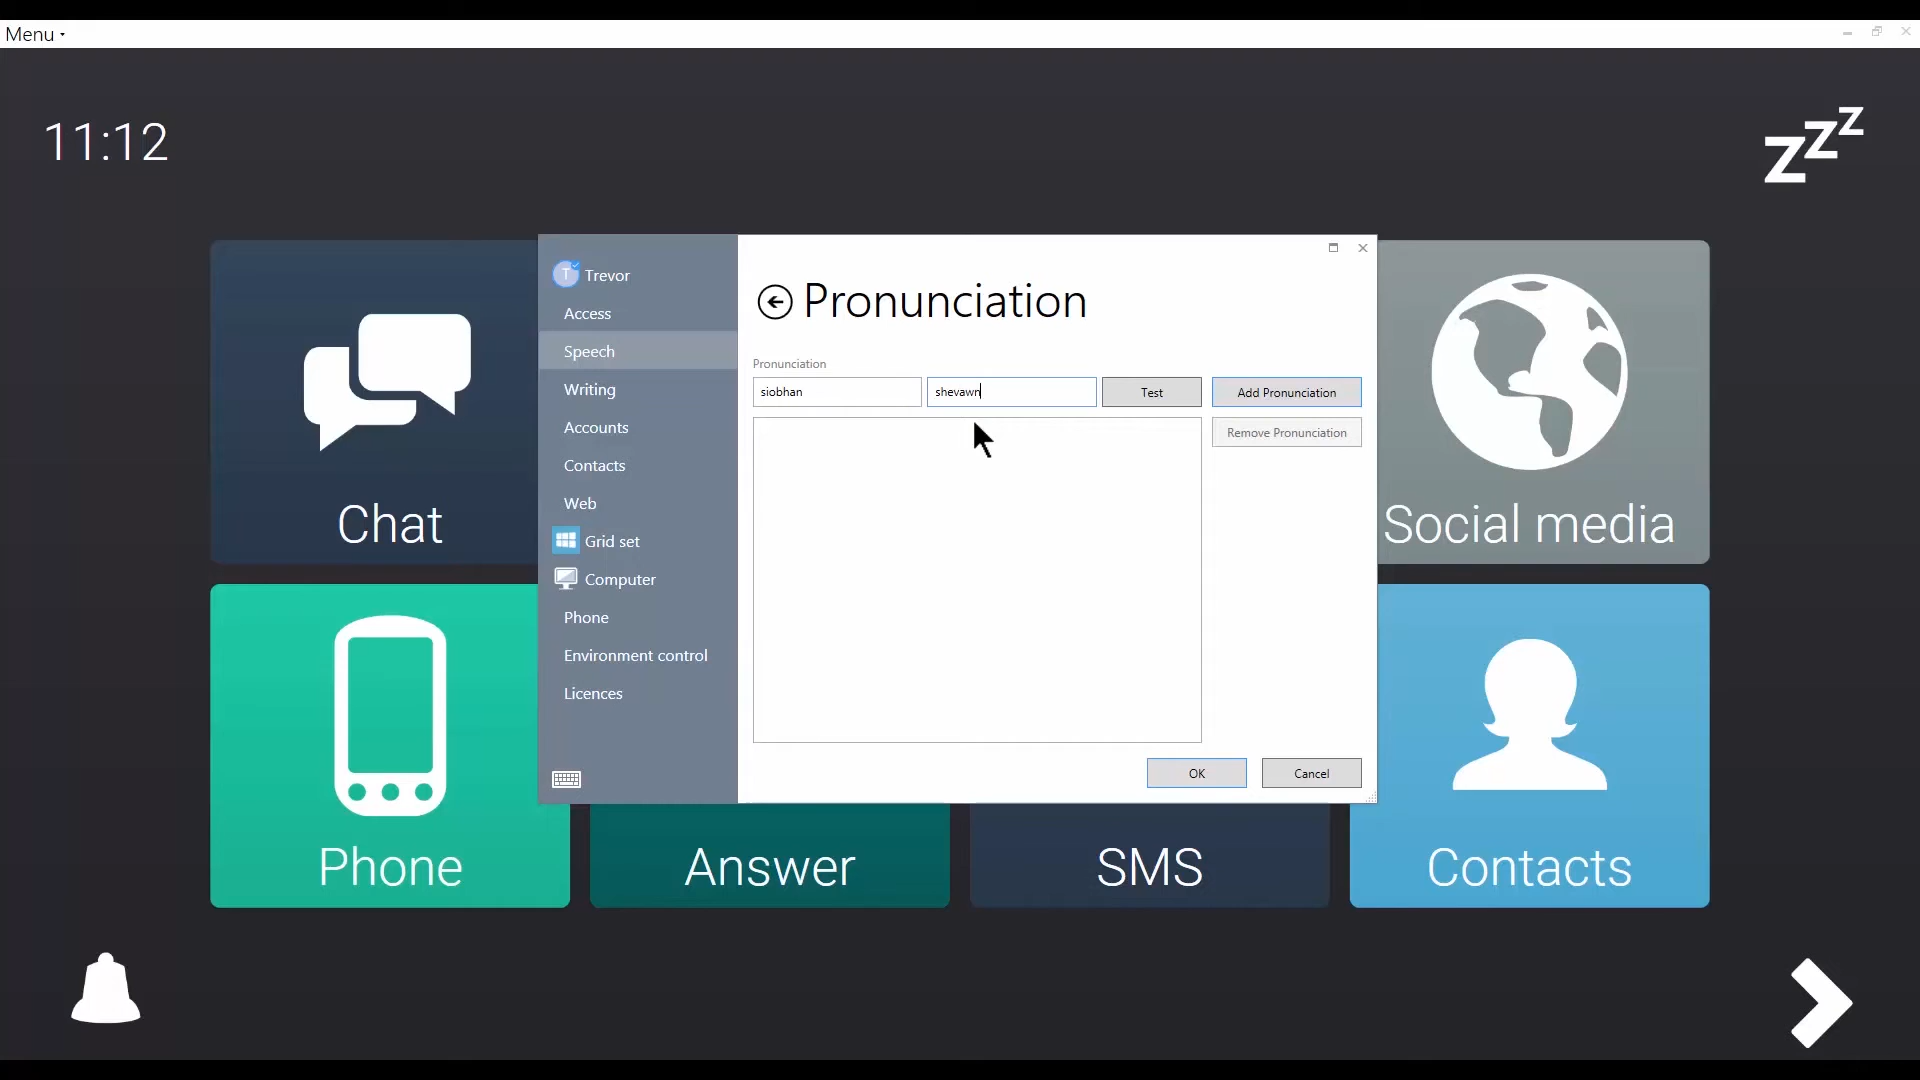 Menu
11:12
zzz
Chat
Social media
Phone
Answer
SMS
Contacts
T Trevor
Access
Speech
Writing
Accounts
Contacts
Web
Grid set
Computer
Phone
Environment control
Licences
Pronunciation
Pronunciation
siobhan shevawn Test Add Pronunciation
Remove Pronunciation
OK Cancel